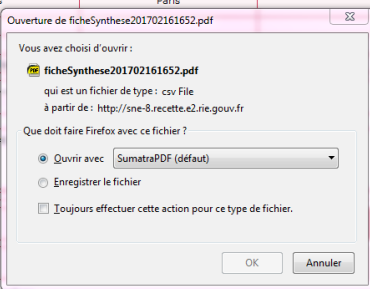 Paris
Ouverture de ficheSynthese201702161652.pdf
Vous avez choisi d'ouvrir :
PDF
ficheSynthese201702161652.pdf
qui est un fichier de type : csv File
à partir de : http://sne-8.recette.e2.rie.gouv.fr
Que doit faire Firefox avec ce fichier ?
Ouvrir avec SumatraPDF (défaut)
Enregistrer le fichier
Toujours effectuer cette action pour ce type de fichier.
OK Annuler